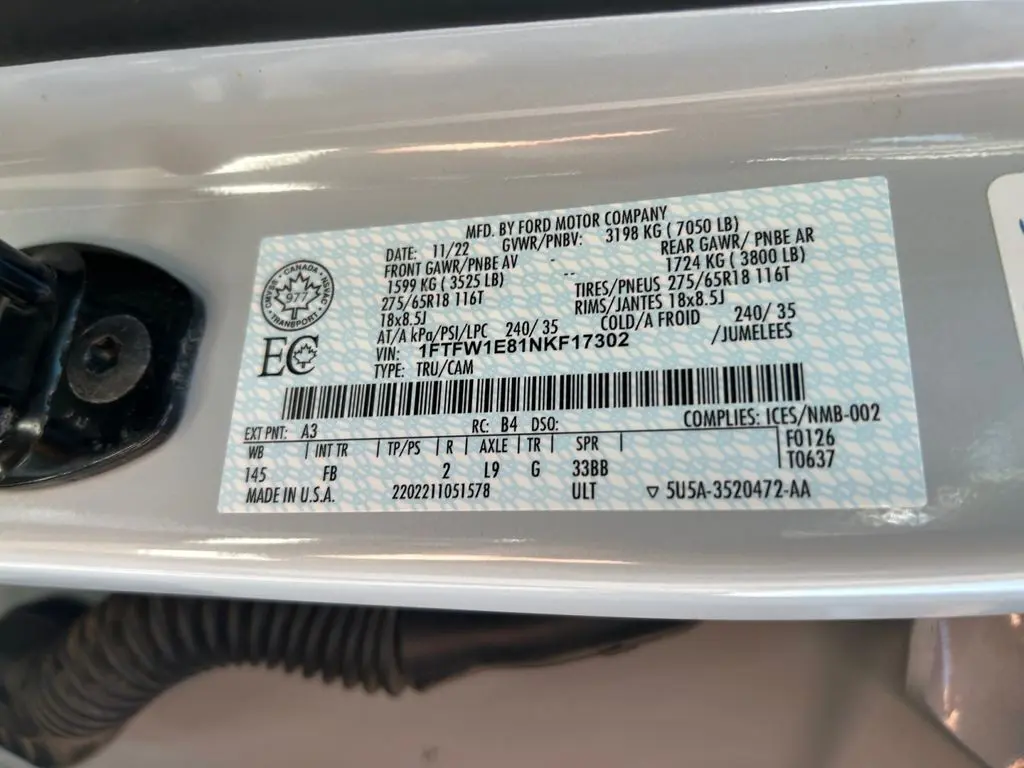 MFD. BY FORD MOTOR COMPANY
DATE: 11/22 GVWR/PNBV: 3198 KG ( 7050 LB)
FRONT GAWR/PNBE AV - REAR GAWR/ PNBE AR
1599 KG ( 3525 LB) -- 1724 KG ( 3800 LB)
275/65R18 116T TIRES/PNEUS 275/65R18 116T
18x8.5J RIMS/JANTES 18x8.5J
AT/A kPa/PSI/LPC 240/ 35 COLD/A FROID 240/ 35
VIN: 1FTFW1E81NKF17302 /JUMELEES
TYPE: TRU/CAM
CANADA
977
TRANSPORT
EC
EXT PNT: A3 RC: B4 DSO: COMPLIES: ICES/NMB-002
WB | INT TR | TP/PS | R | AXLE | TR | SPR | F0126
145 FB 2 L9 G 33BB T0637
MADE IN U.S.A. 2202211051578 ULT ▽ 5U5A-3520472-AA